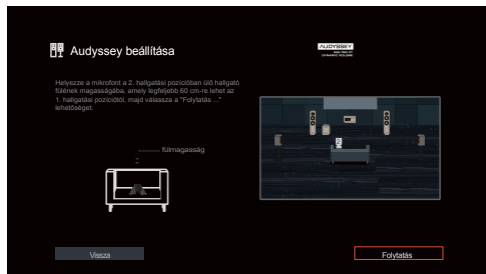 Audyssey beállítása
AUDYSSEY
Helyezze a mikrofont a 2. hallgatási pozícióban ülő hallgató
fülének magasságába, amely legfeljebb 60 cm-re lehet az
1. hallgatási pozíciótól, majd válassza a "Folytatás ..."
lehetőséget.
fülmagasság
Vissza
Folytatás